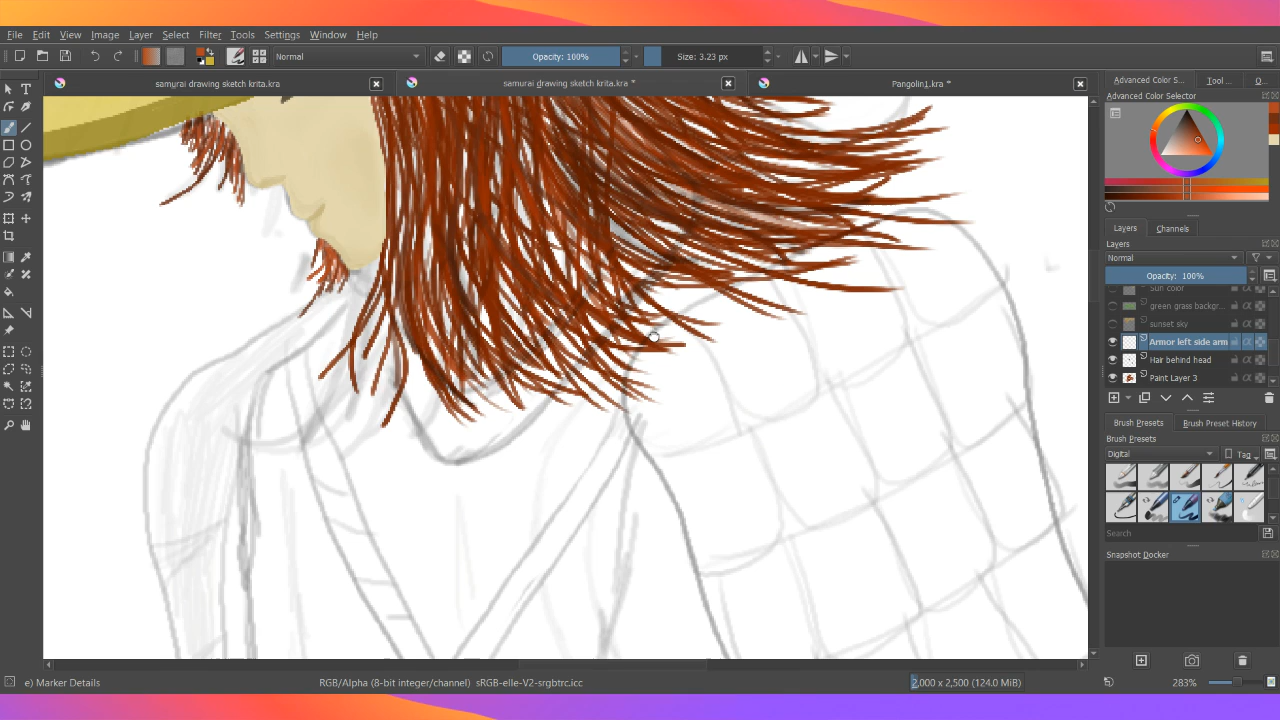 File Edit View Image Layer Select Filter Tools Settings Window Help
Normal Opacity: 100% Size: 3.23 px
samurai drawing sketch krita.kra
samurai drawing sketch krita.kra *
Pangolin1.kra *
Advanced Color S... Tool ... O...
Advanced Color Selector
Layers Channels
Layers
Normal
Opacity: 100%
Sun color
green grass backgr...
sunset sky
Armor left side arm
Hair behind head
Paint Layer 3
Brush Presets Brush Preset History
Brush Presets
Digital Tag
Search
Snapshot Docker
e) Marker Details RGB/Alpha (8-bit integer/channel) sRGB-elle-V2-srgbtrc.icc 2,000 x 2,500 (124.0 MiB) 283%